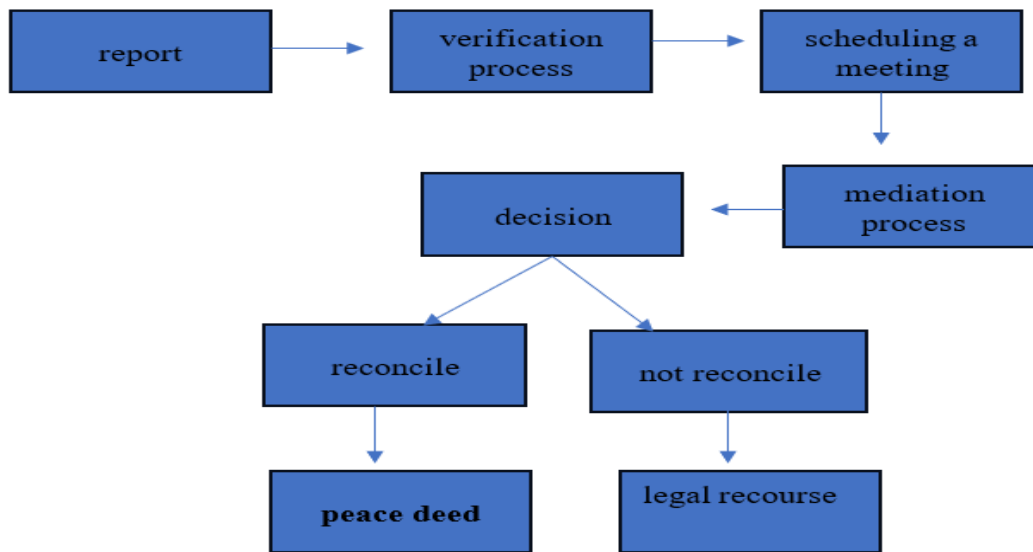 report
verification
process
scheduling a
meeting
mediation
process
decision
reconcile
not reconcile
peace deed
legal recourse